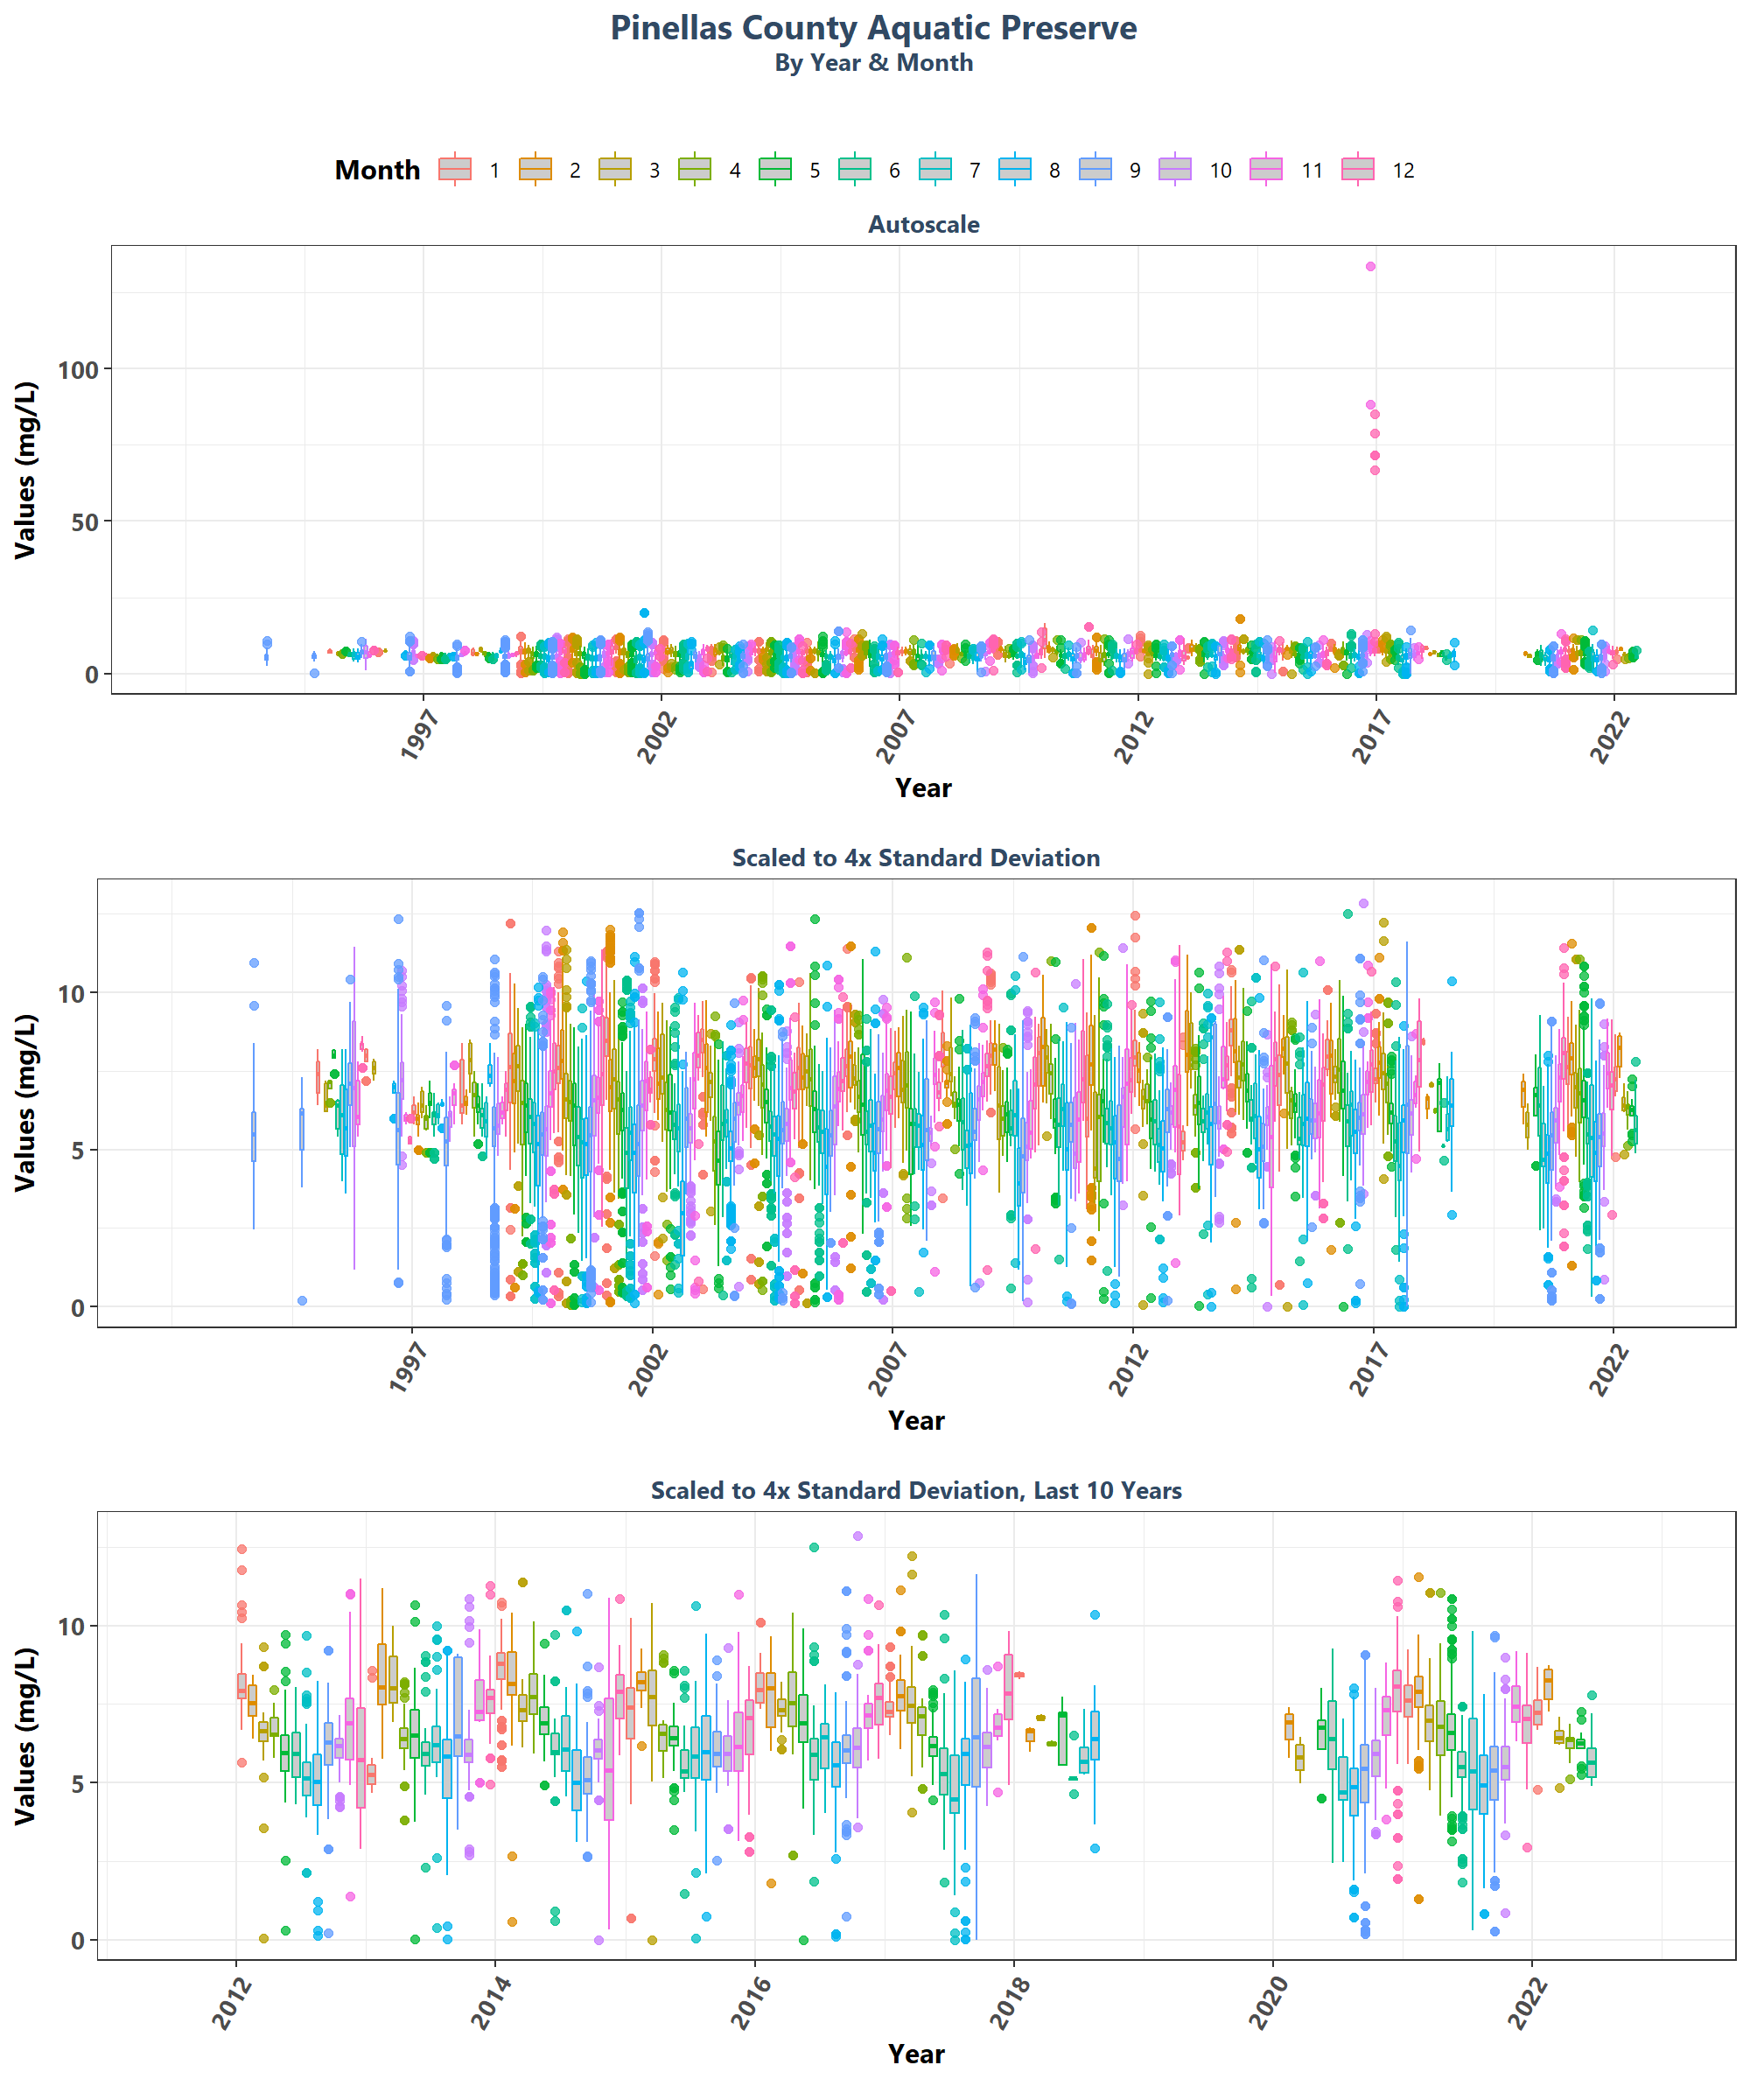 Pinellas County Aquatic Preserve
By Year & Month
Month 1 2 3 4 5 6 7 8 9 10 11 12
Autoscale
Values (mg/L)
100
50
0
1997 2002 2007 2012 2017 2022
Year
Scaled to 4x Standard Deviation
Values (mg/L)
10
5
0
1997 2002 2007 2012 2017 2022
Year
Scaled to 4x Standard Deviation, Last 10 Years
Values (mg/L)
10
5
0
2012 2014 2016 2018 2020 2022
Year